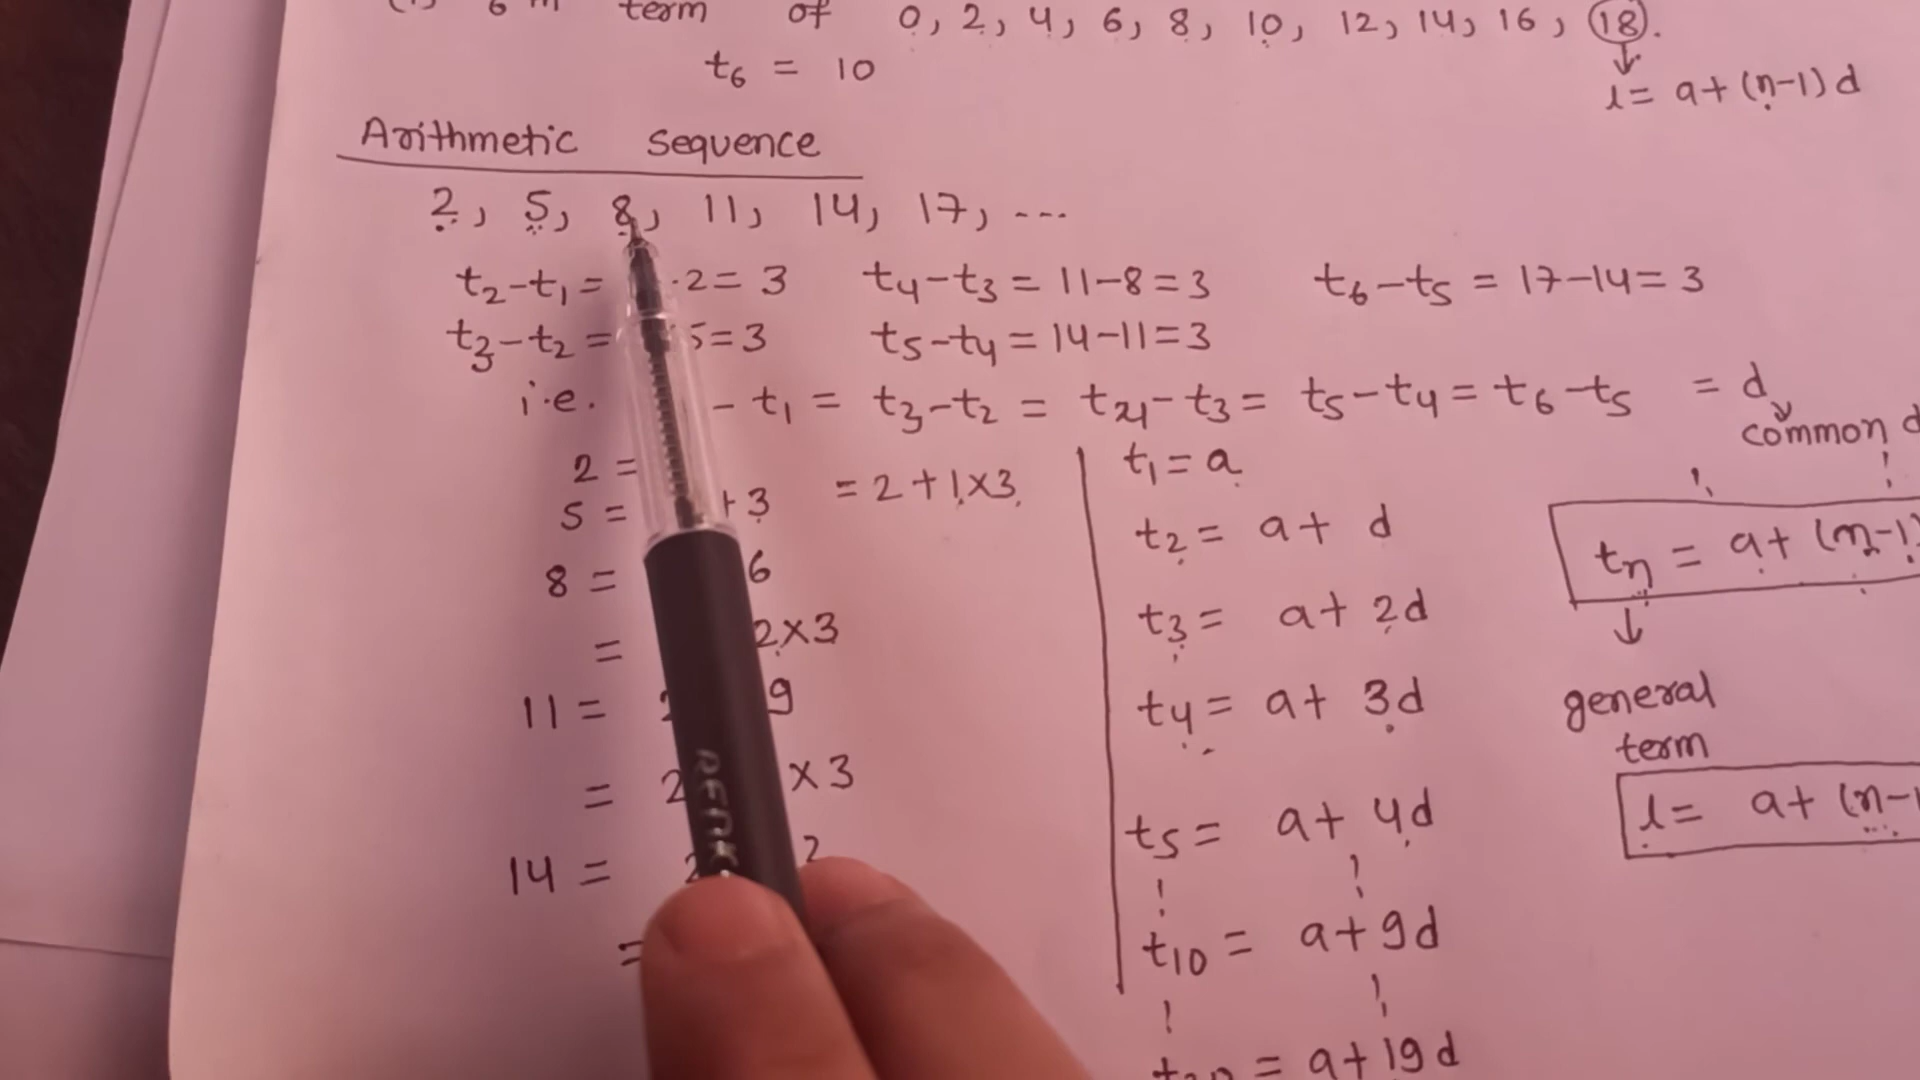 term of 0, 2, 4, 6, 8, 10, 12, 14, 16, 18.
t6 = 10
l = a + (n-1) d
Arithmetic sequence
2, 5, 8, 11, 14, 17, ...
t2 - t1 = 2 = 3 t4 - t3 = 11 - 8 = 3 t6 - t5 = 17 - 14 = 3
t3 - t2 = 5 = 3 t5 - t4 = 14 - 11 = 3
i.e. - t1 = t3 - t2 = t4 - t3 = t5 - t4 = t6 - t5 = d
common
2 =
5 = + 3 = 2 + 1 × 3
8 = 6
= 2 × 3
11 = 9
= 2 × 3
14 =
=
t1 = a
t2 = a + d
t3 = a + 2d
t4 = a + 3d
t5 = a + 4d
t10 = a + 9d
= a + 19d
tn = a + (n-1)
general
term
l = a + (n-